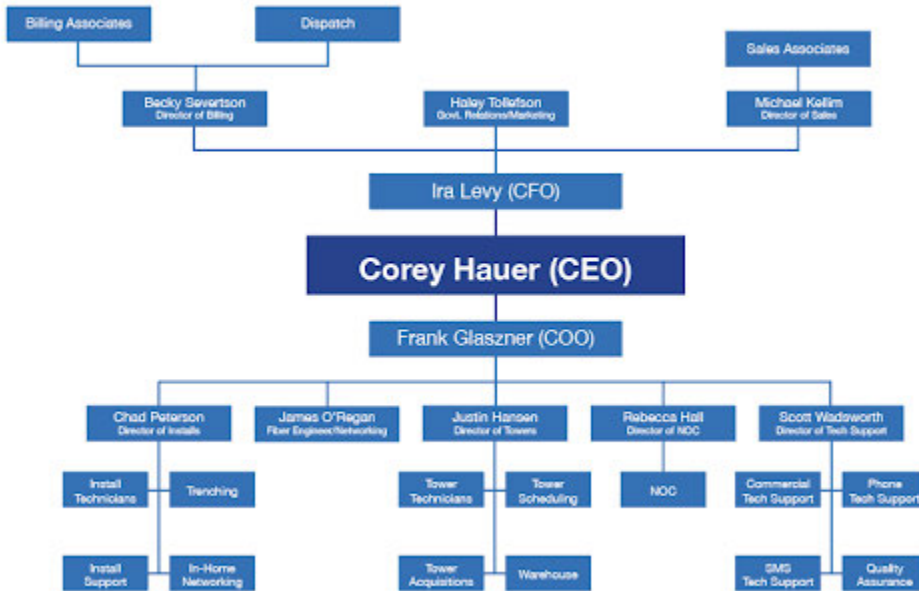 Billing Associates
Dispatch
Sales Associates
Becky Severtson
Director of Billing
Haley Tollefson
Govt. Relations/Marketing
Michael Kellim
Director of Sales
Ira Levy (CFO)
Corey Hauer (CEO)
Frank Glaszner (COO)
Chad Peterson
Director of Installs
James O'Regan
Fiber Engineer/Networking
Justin Hansen
Director of Towers
Rebecca Hall
Director of NOC
Scott Wadsworth
Director of Tech Support
Install
Technicians
Trenching
Tower
Technicians
Tower
Scheduling
NOC
Commercial
Tech Support
Phone
Tech Support
Install
Support
In-Home
Networking
Tower
Acquisitions
Warehouse
SMS
Tech Support
Quality
Assurance